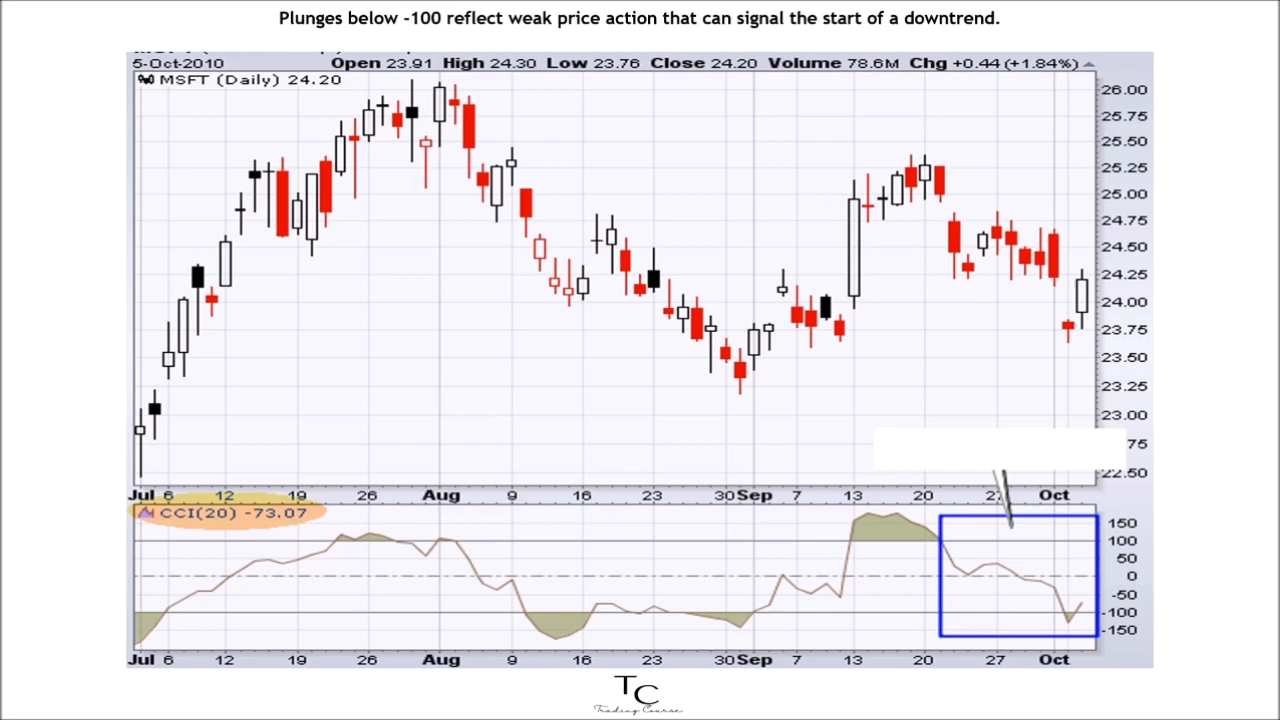 Plunges below -100 reflect weak price action that can signal the start of a downtrend.
5-Oct-2010 Open 23.91 High 24.30 Low 23.76 Close 24.20 Volume 78.6M Chg +0.44 (+1.84%)
MSFT (Daily) 24.20
26.00
25.75
25.50
25.25
25.00
24.75
24.50
24.25
24.00
23.75
23.50
23.25
23.00
75
22.50
Jul 6 12 19 26 Aug 9 16 23 30 Sep 7 13 20 27 Oct
CCI(20) -73.07
150
100
50
0
-50
-100
-150
Jul 6 12 19 26 Aug 9 16 23 30 Sep 7 13 20 27 Oct
TC
Trading Course